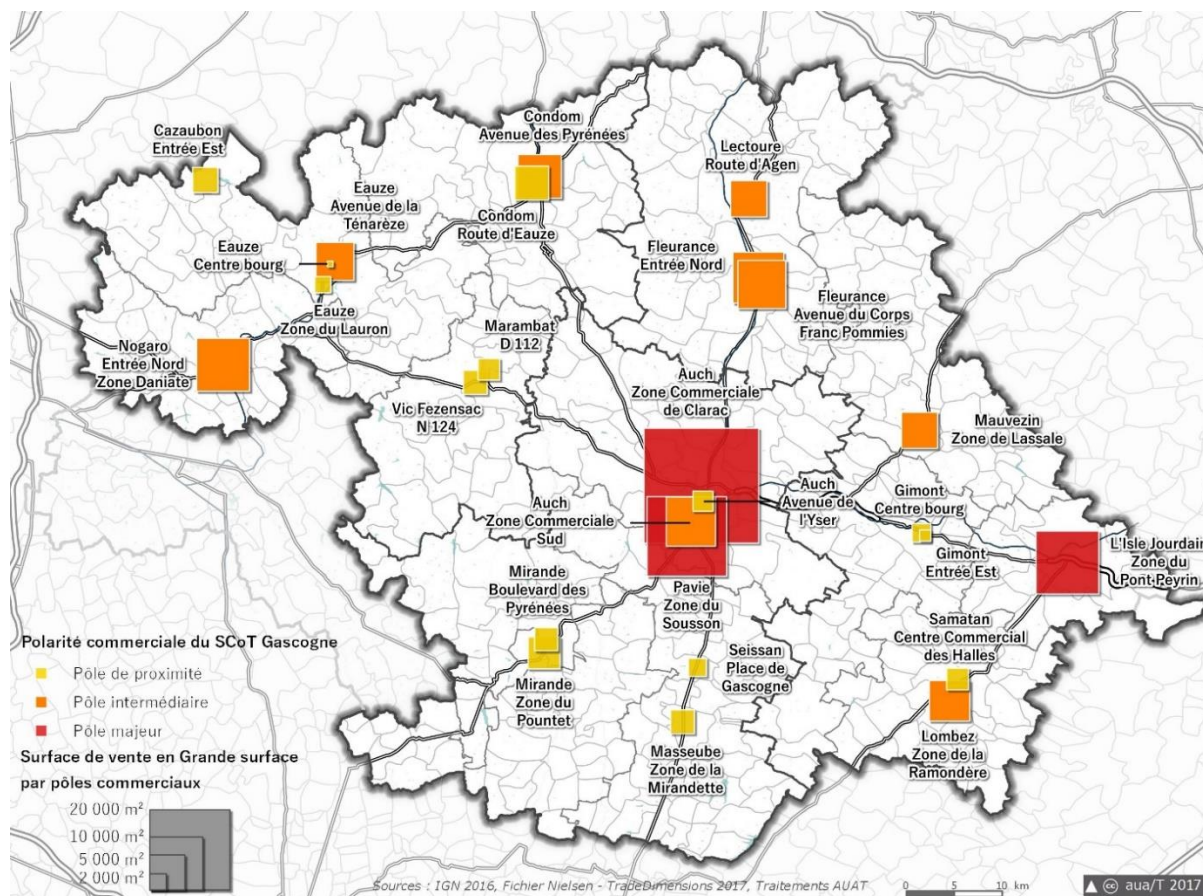 Condom
Avenue des Pyrénées
Cazaubon
Entrée Est
Lectoure
Route d'Agen
Eauze
Avenue de la
Ténarèze
Condom
Route d'Eauze
Eauze
Centre bourg
Fleurance
Entrée Nord
Eauze
Zone du Lauron
Fleurance
Avenue du Corps
Franc Pommies
Marambat
D 112
Nogaro
Entrée Nord
Zone Daniate
Auch
Zone Commerciale
de Clarac
Vic Fezensac
N 124
Mauvezin
Zone de Lassale
Auch
Avenue de
l'Yser
Gimont
Centre bourg
Auch
Zone Commerciale
Sud
L'Isle Jourdain
Zone du
Pont Peyrin
Gimont
Entrée Est
Mirande
Boulevard des
Pyrénées
Pavie
Zone du
Sousson
Samatan
Centre Commercial
des Halles
Seissan
Place de
Gascogne
Mirande
Zone du
Pountet
Lombez
Zone de la
Ramondère
Masseube
Zone de la
Mirandette
Polarité commerciale du SCoT Gascogne
Pôle de proximité
Pôle intermédiaire
Pôle majeur
Surface de vente en Grande surface
par pôles commerciaux
20 000 m²
10 000 m²
5 000 m²
2 000 m²
Sources : IGN 2016, Fichier Nielsen - TradeDimensions 2017, Traitements AUAT
0 5 10 km
cc aua/T 2017